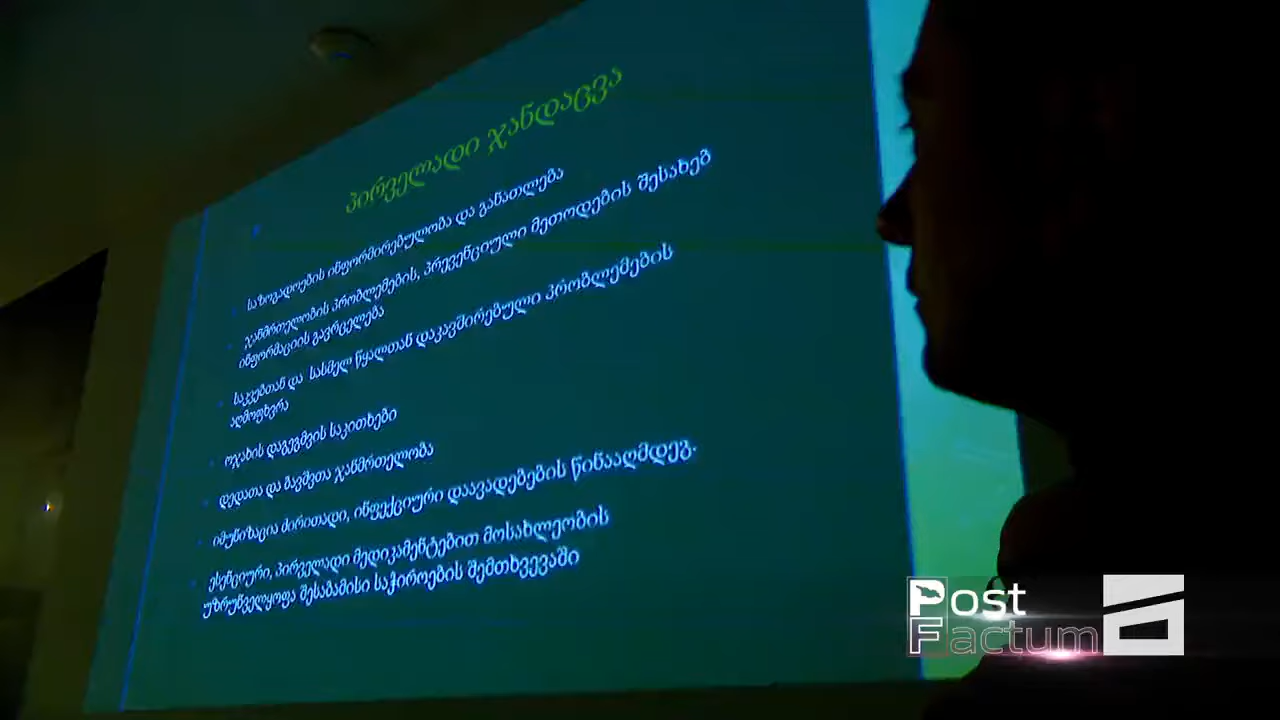 პირველადი ჯანდაცვა
საზოგადოების ინფორმირებულობა და განათლება
ჯანმრთელობის პრობლემების, პრევენციული მეთოდების შესახებ
ინფორმაციის გავრცელება
საკვებთან და სასმელ წყალთან დაკავშირებული პრობლემების
აღმოფხვრა
ოჯახის დაგეგმვის საკითხები
დედათა და ბავშვთა ჯანმრთელობა
იმუნიზაცია ძირითადი, ინფექციური დაავადებების წინააღმდეგ.
ესენციური, პირველადი მედიკამენტებით მოსახლეობის
უზრუნველყოფა შესაბამისი საჭიროების შემთხვევაში
Post
Factum